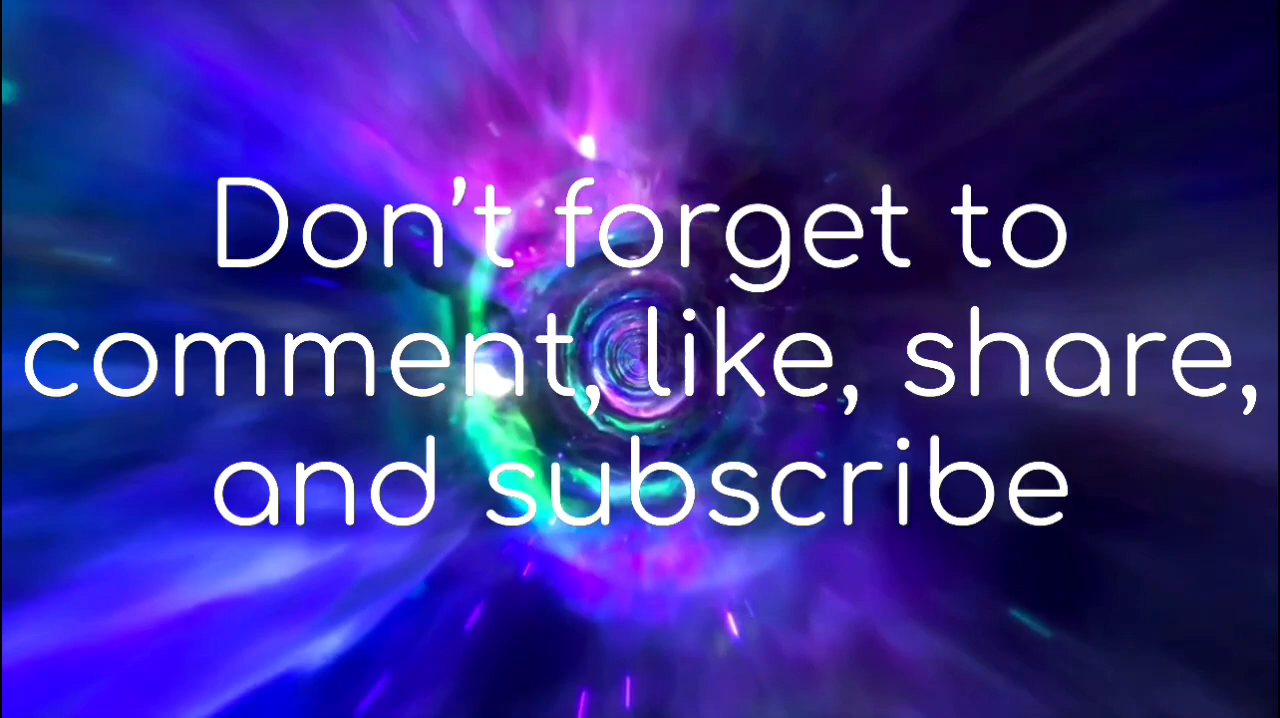 Don’t forget to
comment, like, share,
and subscribe